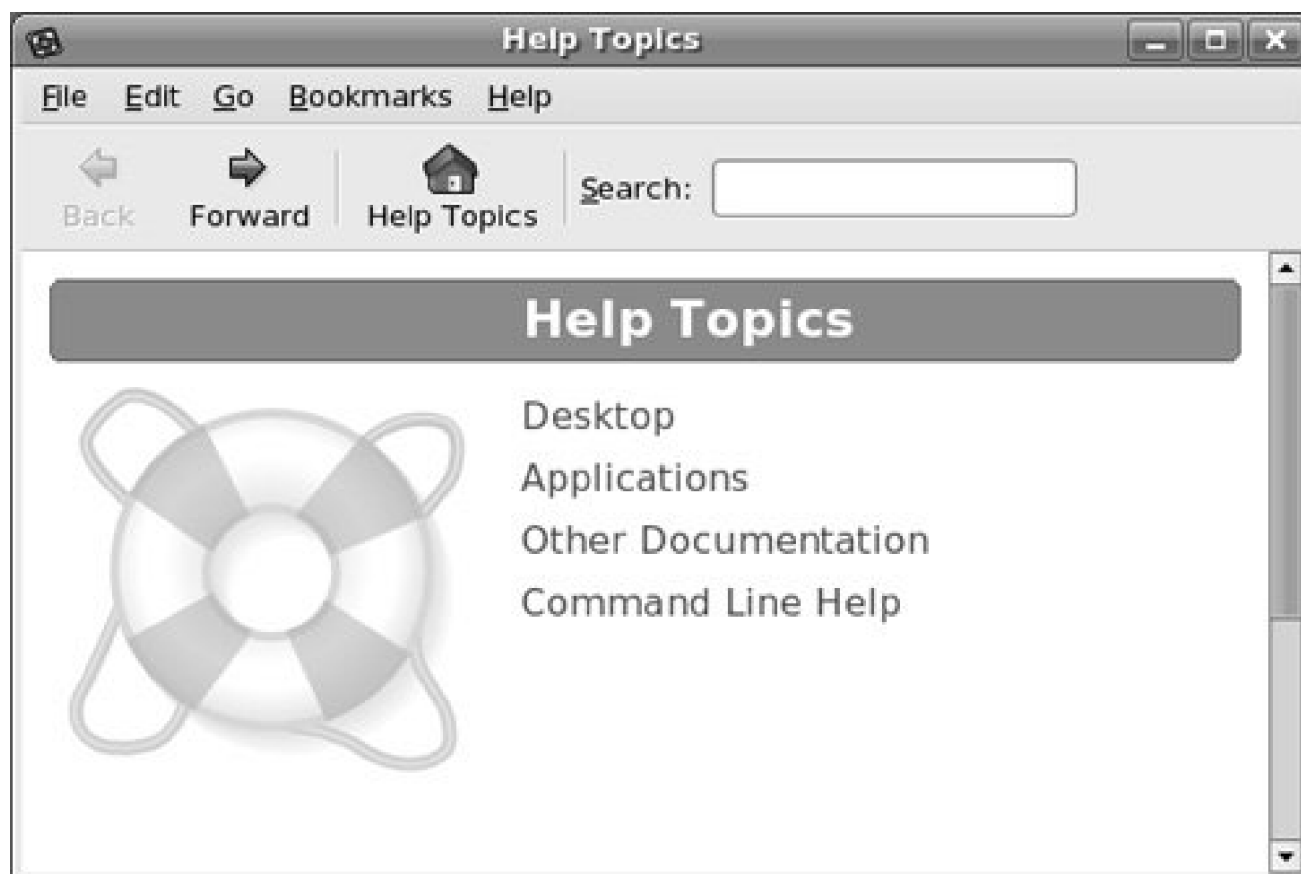 Help Topics
File Edit Go Bookmarks Help
Back Forward Help Topics Search:
Help Topics
Desktop
Applications
Other Documentation
Command Line Help